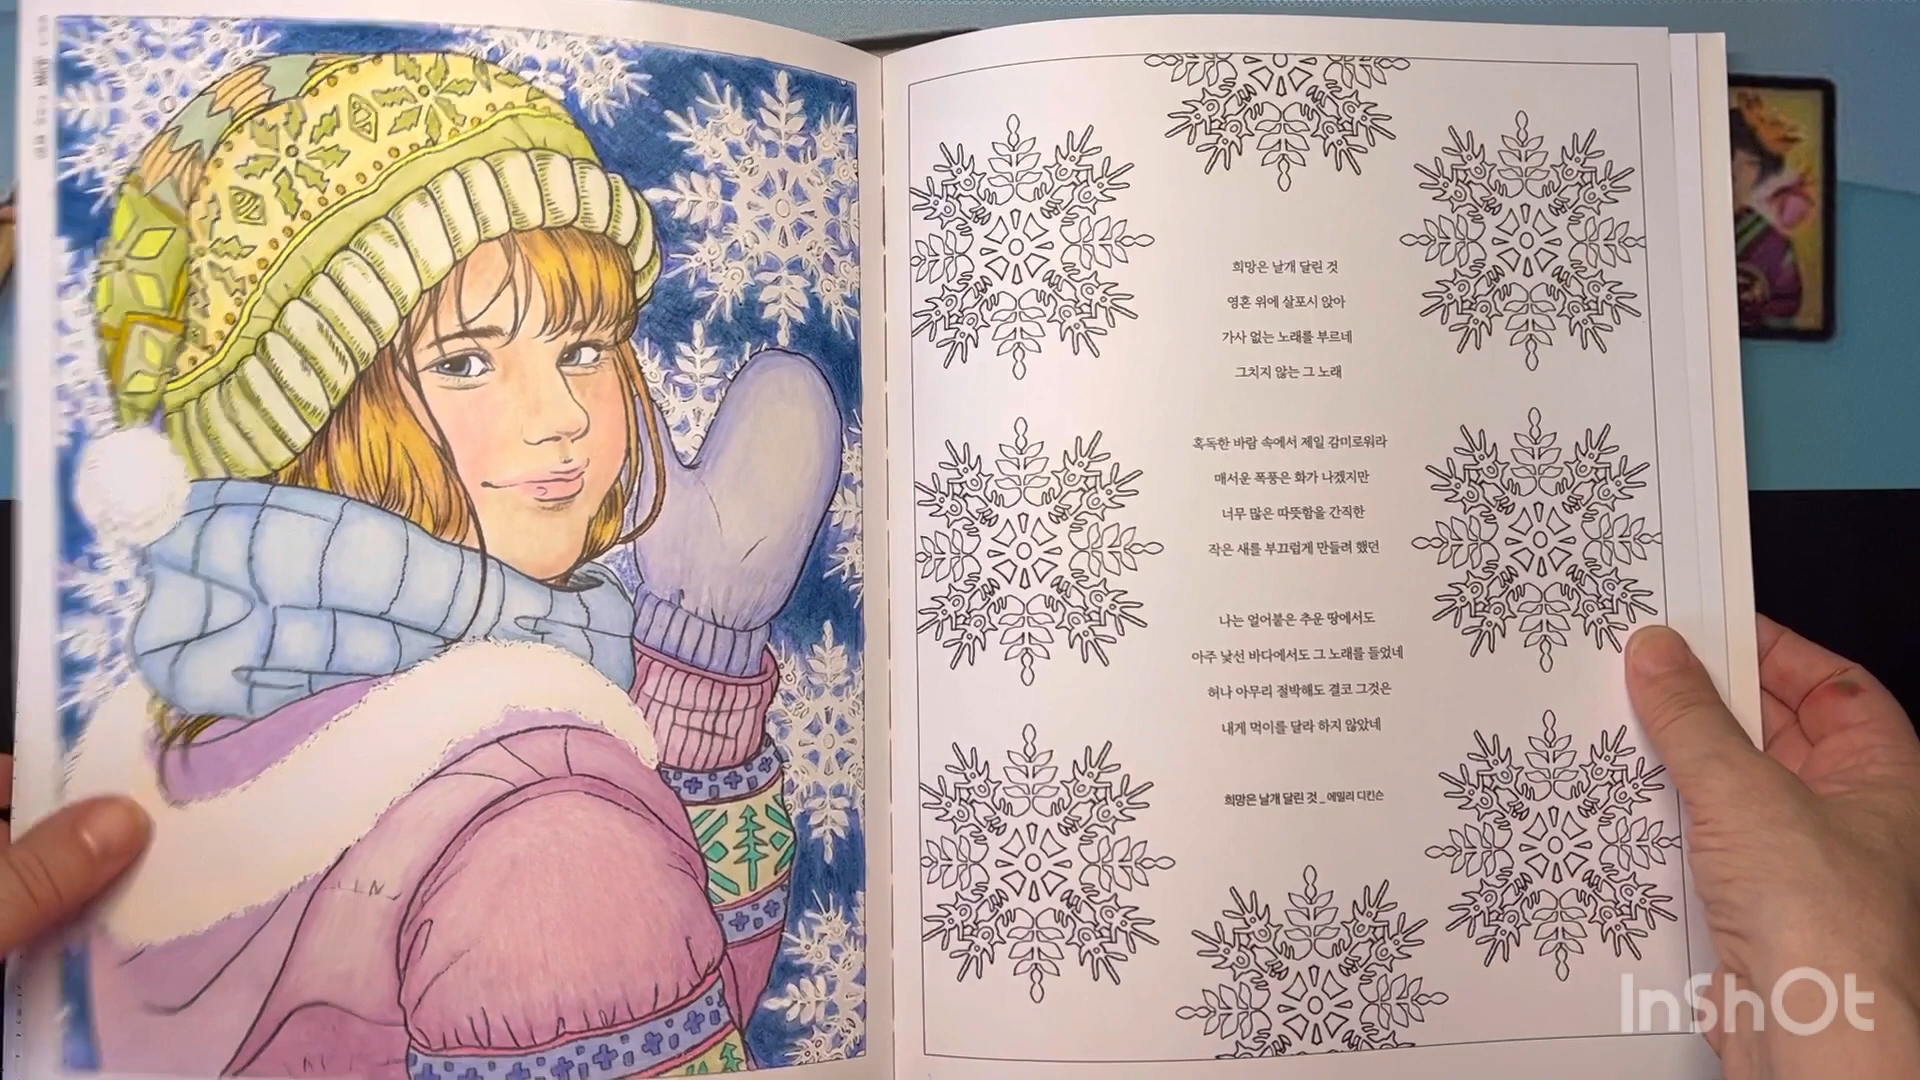 희망은 날개 달린 것
영혼 위에 살포시 앉아
가사 없는 노래를 부르네
그치지 않는 그 노래
혹독한 바람 속에서 제일 감미로워라
매서운 폭풍은 화가 나겠지만
너무 많은 따뜻함을 간직한
작은 새를 부끄럽게 만들려 했던
나는 얼어붙은 추운 땅에서도
아주 낯선 바다에서도 그 노래를 들었네
허나 아무리 절박해도 결코 그것은
내게 먹이를 달라 하지 않았네
희망은 날개 달린 것_에밀리 디킨슨
InShOt